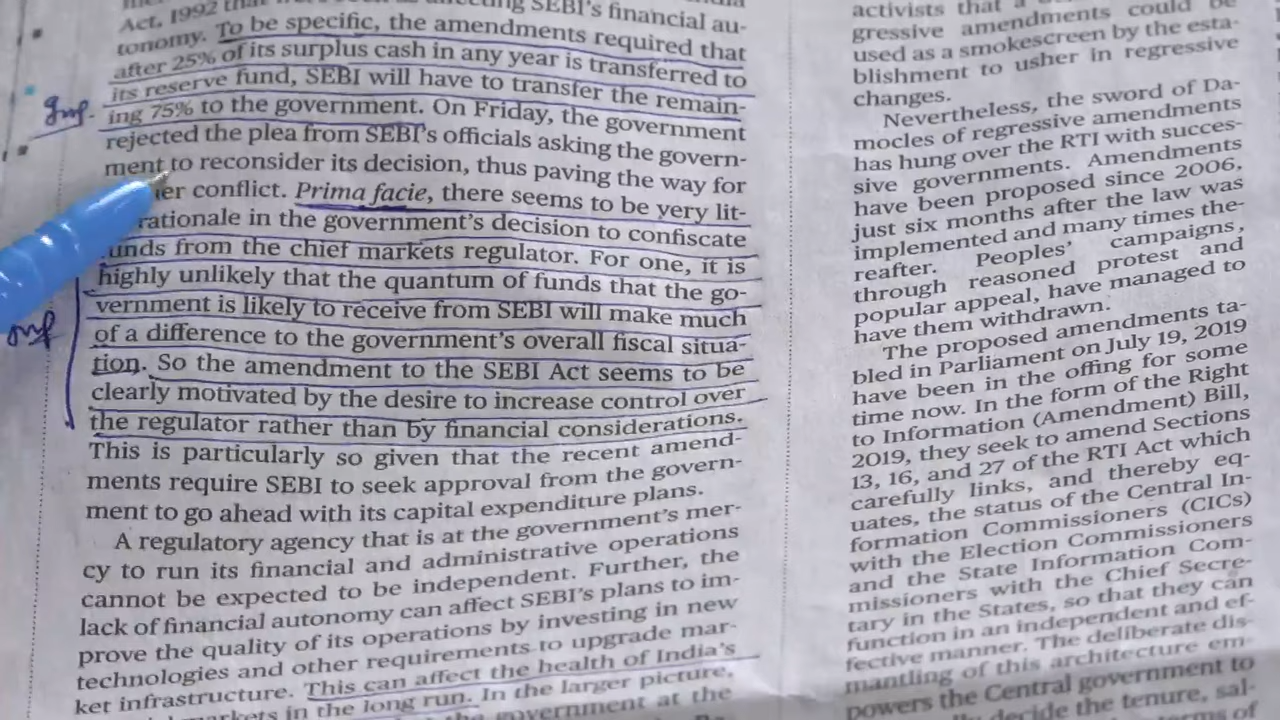 Act, 1992 SEBI's financial au-
tonomy. To be specific, the amendments required that
after 25% of its surplus cash in any year is transferred to
its reserve fund, SEBI will have to transfer the remain-
ing 75% to the government. On Friday, the government
rejected the plea from SEBI's officials asking the govern-
ment to reconsider its decision, thus paving the way for
conflict. Prima facie, there seems to be very lit-
rationale in the government's decision to confiscate
unds from the chief markets regulator. For one, it is
highly unlikely that the quantum of funds that the go-
vernment is likely to receive from SEBI will make much
of a difference to the government's overall fiscal situa-
tion. So the amendment to the SEBI Act seems to be
clearly motivated by the desire to increase control over
the regulator rather than by financial considerations.
This is particularly so given that the recent amend-
ments require SEBI to seek approval from the govern-
ment to go ahead with its capital expenditure plans.
A regulatory agency that is at the government's mer-
cy to run its financial and administrative operations
cannot be expected to be independent. Further, the
lack of financial autonomy can affect SEBI's plans to im-
prove the quality of its operations by investing in new
technologies and other requirements to upgrade mar-
ket infrastructure. This can affect the health of India's
markets in the long run. In the larger picture,
government at the
Imp.
Imp
activists that a
gressive amendments could be
used as a smokescreen by the esta-
blishment to usher in regressive
changes.
Nevertheless, the sword of Da-
mocles of regressive amendments
has hung over the RTI with succes-
sive governments. Amendments
have been proposed since 2006,
just six months after the law was
implemented and many times the-
reafter. Peoples' campaigns,
through reasoned protest and
popular appeal, have managed to
have them withdrawn.
The proposed amendments ta-
bled in Parliament on July 19, 2019
have been in the offing for some
time now. In the form of the Right
to Information (Amendment) Bill,
2019, they seek to amend Sections
13, 16, and 27 of the RTI Act which
carefully links, and thereby eq-
uates, the status of the Central In-
formation Commissioners (CICs)
with the Election Commissioners
and the State Information Com-
missioners with the Chief Secre-
tary in the States, so that they can
function in an independent and ef-
fective manner. The deliberate dis-
mantling of this architecture em-
powers the Central government to
decide the tenure, sal-